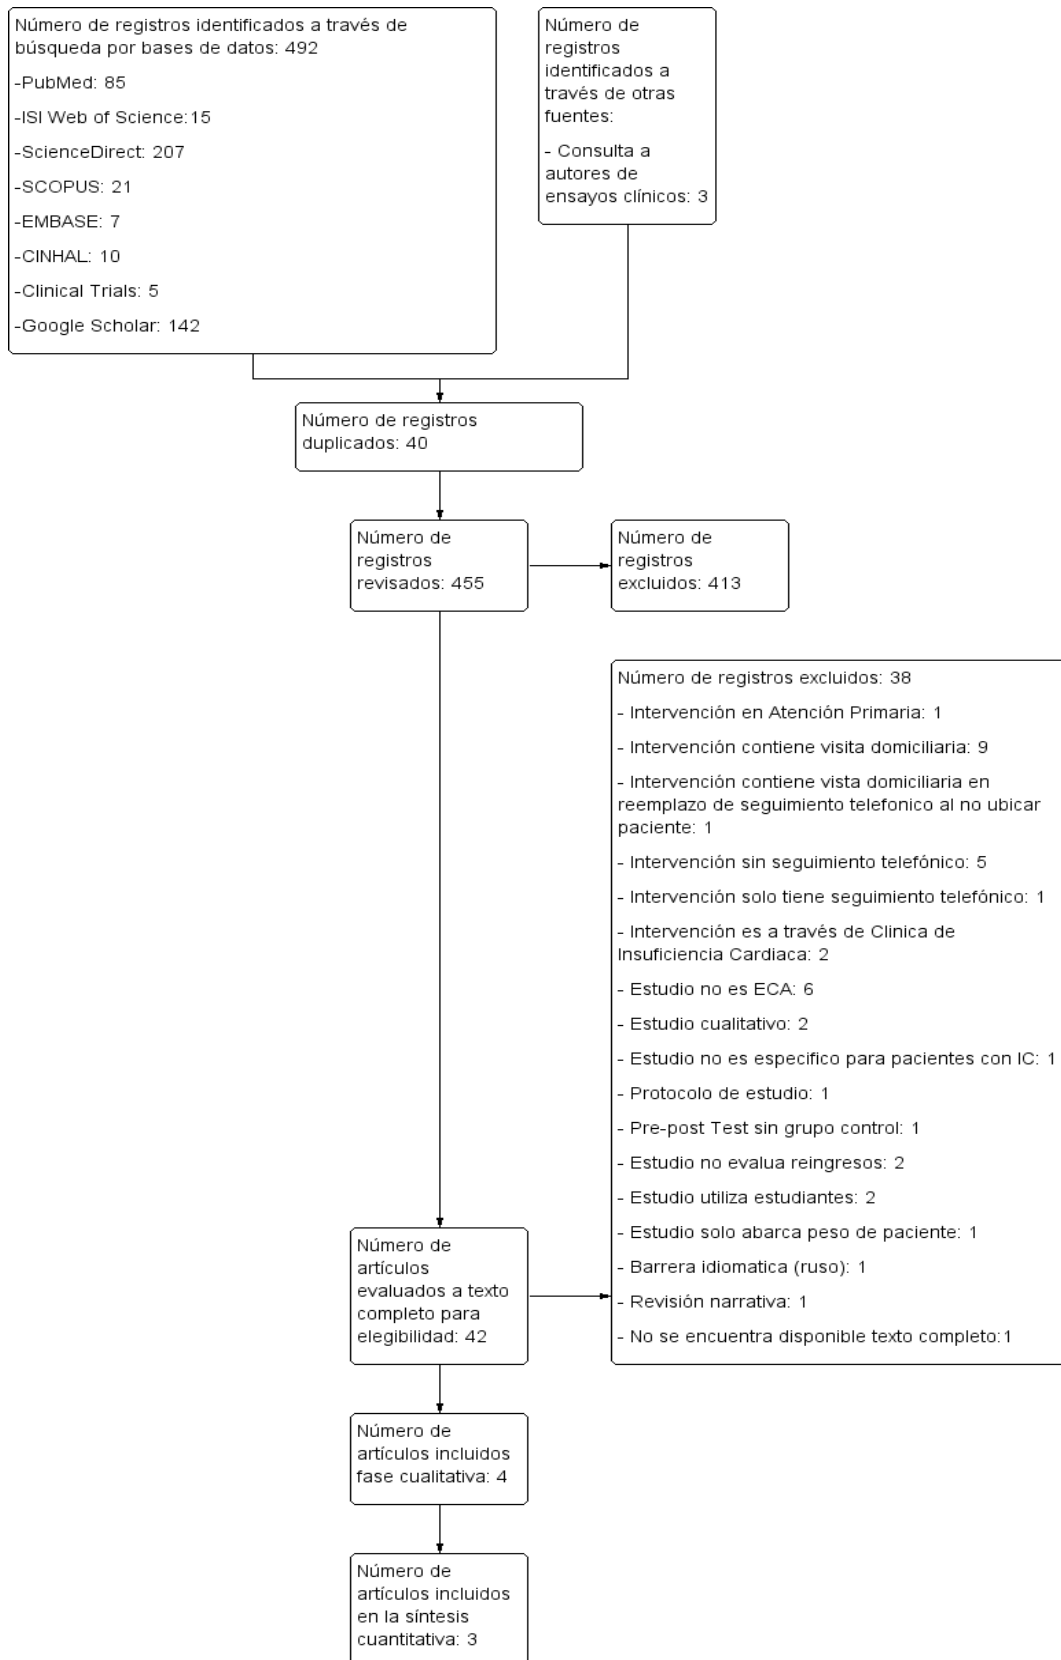 Número de registros identificados a través de
búsqueda por bases de datos: 492
-PubMed: 85
-ISI Web of Science:15
-ScienceDirect: 207
-SCOPUS: 21
-EMBASE: 7
-CINHAL: 10
-Clinical Trials: 5
-Google Scholar: 142
Número de
registros
identificados a
través de otras
fuentes:
- Consulta a
autores de
ensayos clínicos: 3
Número de registros
duplicados: 40
Número de
registros
revisados: 455
Número de
registros
excluidos: 413
Número de registros excluidos: 38
- Intervención en Atención Primaria: 1
- Intervención contiene visita domiciliaria: 9
- Intervención contiene vista domiciliaria en
reemplazo de seguimiento telefonico al no ubicar
paciente: 1
- Intervención sin seguimiento telefónico: 5
- Intervención solo tiene seguimiento telefónico: 1
- Intervención es a través de Clinica de
Insuficiencia Cardiaca: 2
- Estudio no es ECA: 6
- Estudio cualitativo: 2
- Estudio no es especifico para pacientes con IC: 1
- Protocolo de estudio: 1
- Pre-post Test sin grupo control: 1
- Estudio no evalua reingresos: 2
- Estudio utiliza estudiantes: 2
- Estudio solo abarca peso de paciente: 1
- Barrera idiomatica (ruso): 1
- Revisión narrativa: 1
- No se encuentra disponible texto completo:1
Número de
artículos
evaluados a texto
completo para
elegibilidad: 42
Número de
artículos incluidos
fase cualitativa: 4
Número de
artículos incluidos
en la síntesis
cuantitativa: 3